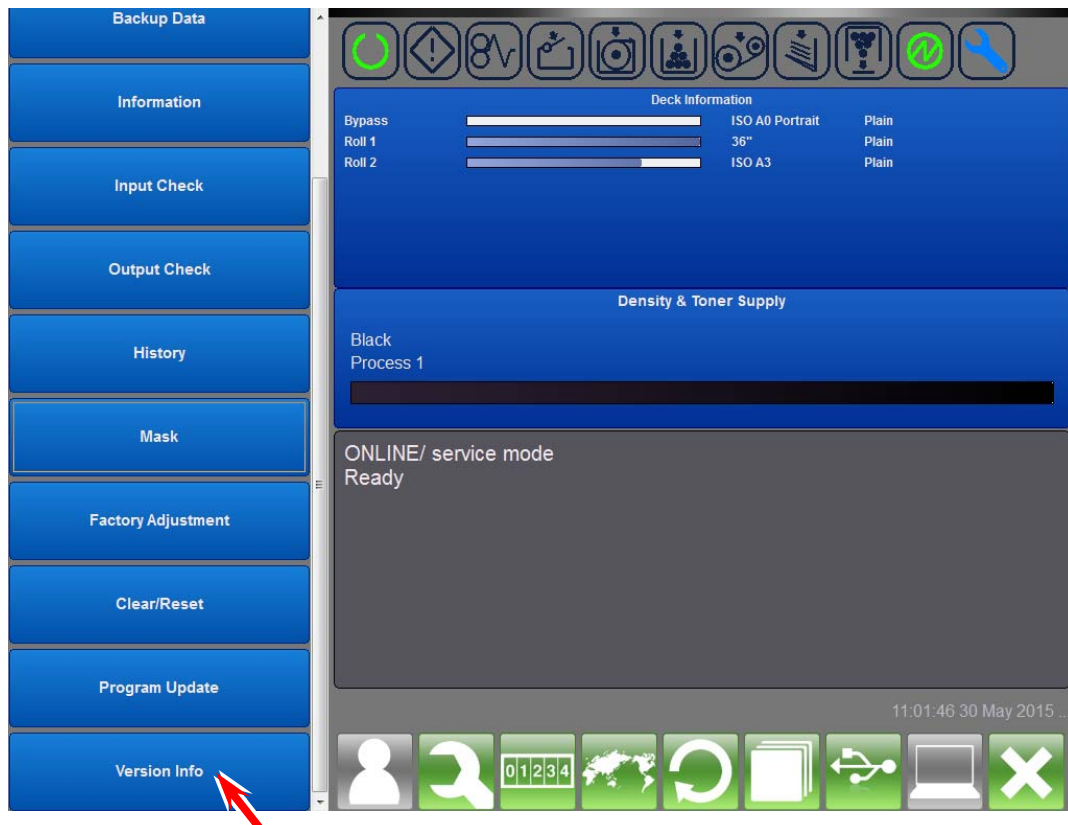 Backup Data
Information
Input Check
Output Check
History
Mask
Factory Adjustment
Clear/Reset
Program Update
Version Info
Deck Information
Bypass ISO A0 Portrait Plain
Roll 1 36" Plain
Roll 2 ISO A3 Plain
Density & Toner Supply
Black
Process 1
ONLINE/ service mode
Ready
11:01:46 30 May 2015 ..
01234